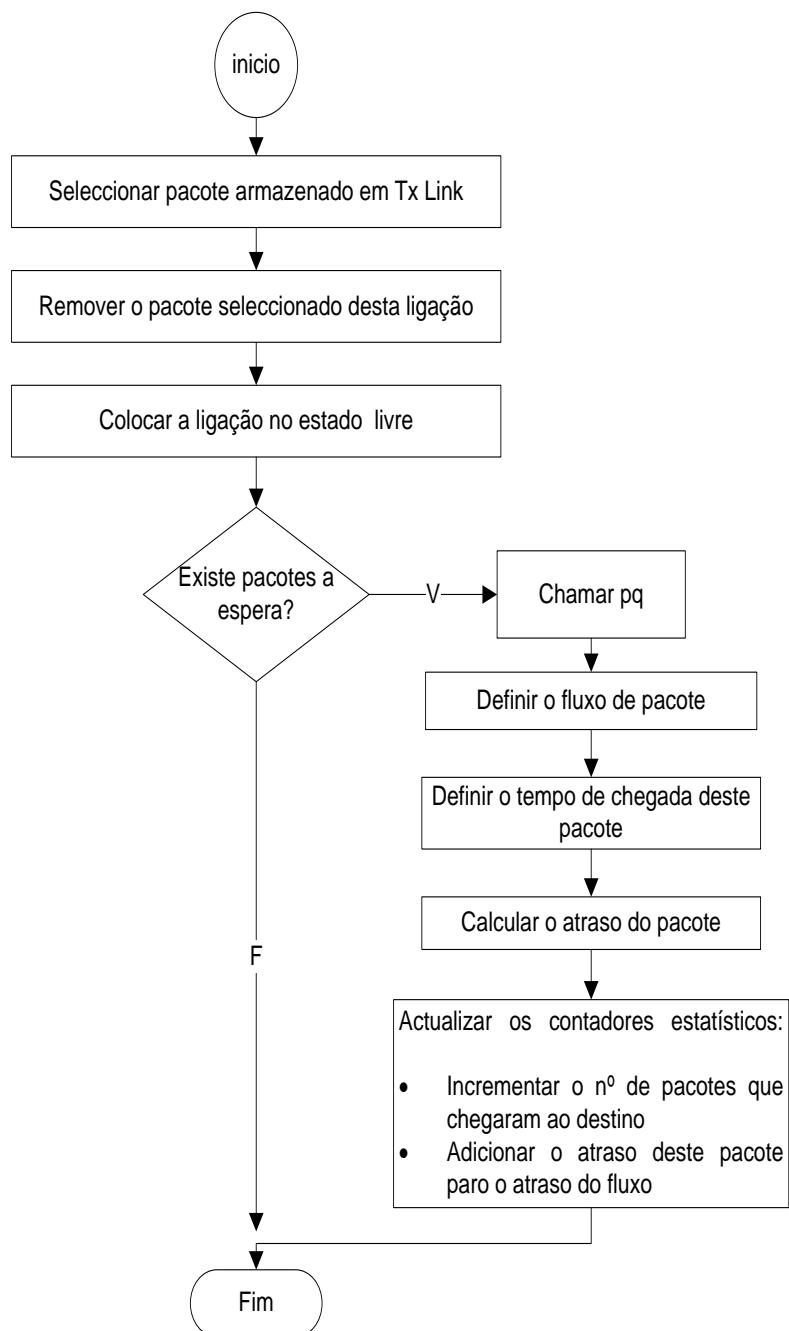 inicio
Seleccionar pacote armazenado em Tx Link
Remover o pacote seleccionado desta ligação
Colocar a ligação no estado livre
Existe pacotes a
espera?
V
Chamar pq
Definir o fluxo de pacote
Definir o tempo de chegada deste
pacote
Calcular o atraso do pacote
F
Actualizar os contadores estatísticos:
• Incrementar o nº de pacotes que
chegaram ao destino
• Adicionar o atraso deste pacote
paro o atraso do fluxo
Fim